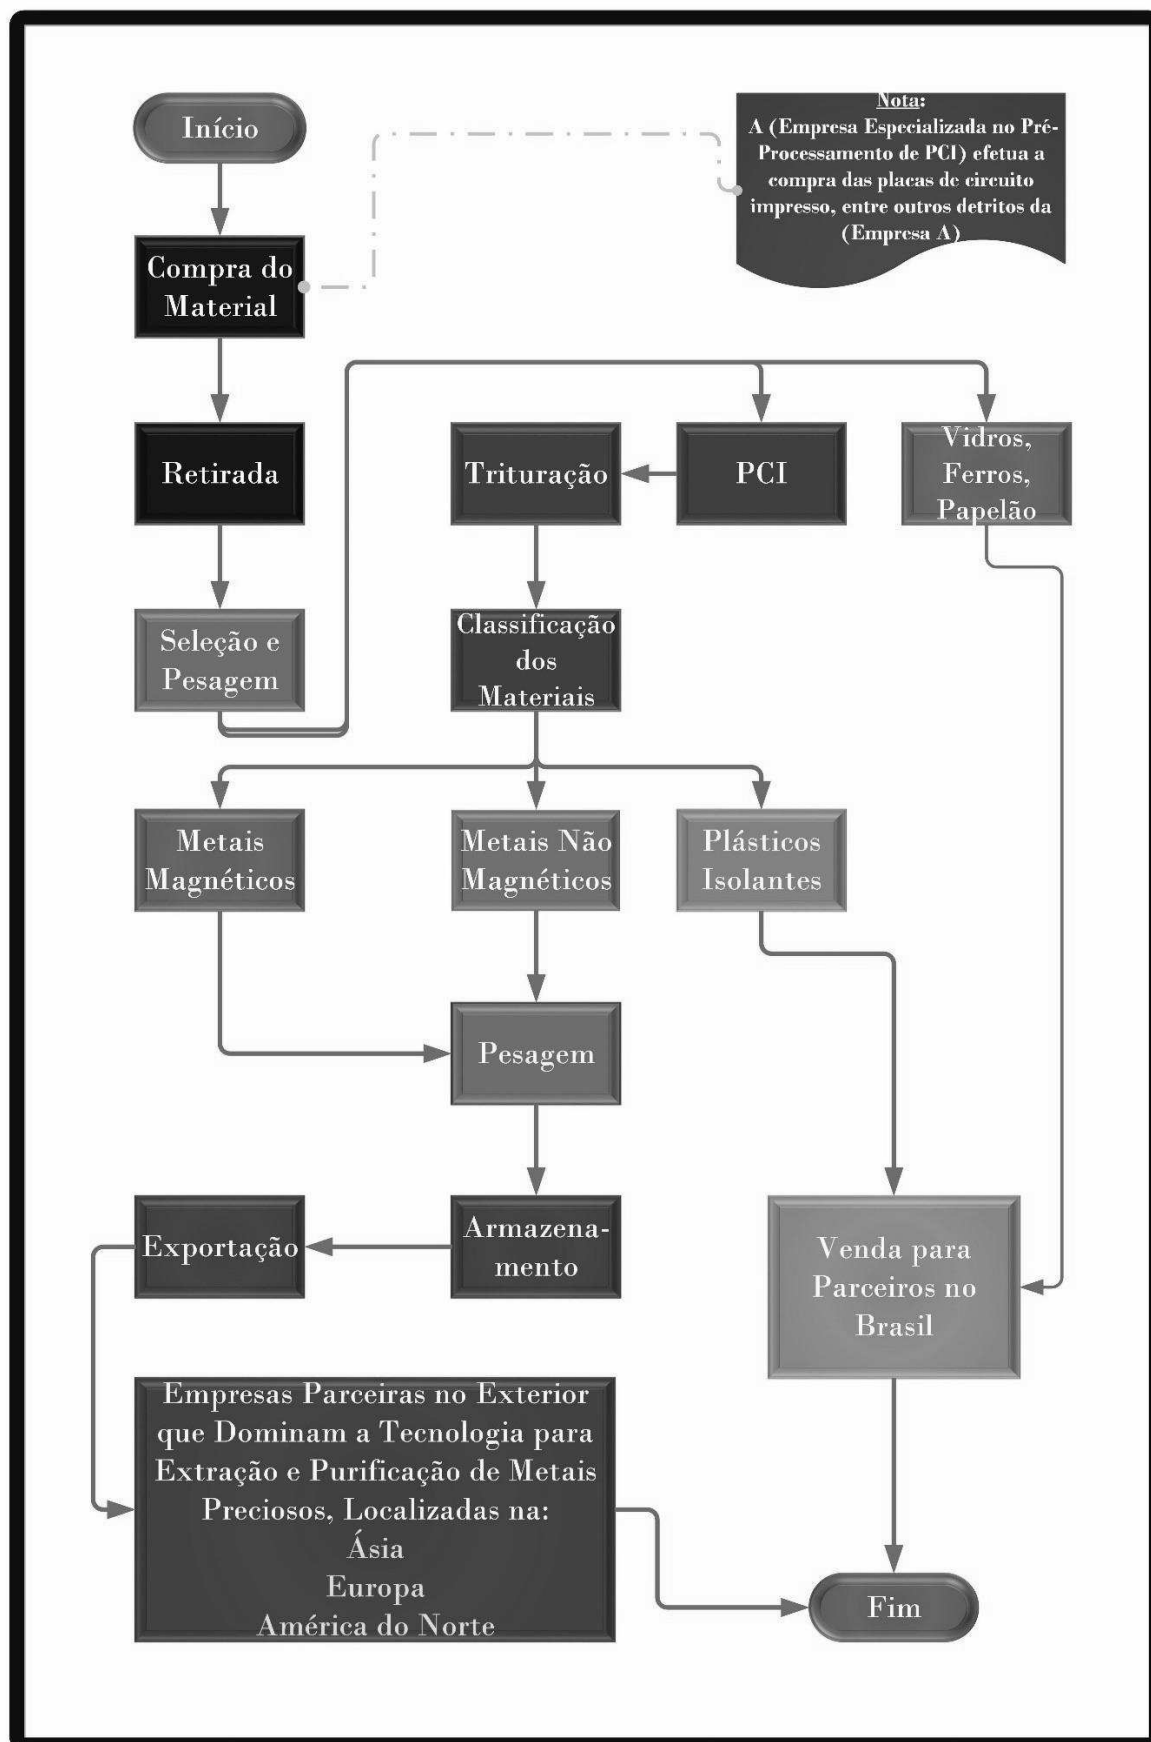 Início
Nota:
A (Empresa Especializada no Pré-
Processamento de PCI) efetua a
compra das placas de circuito
impresso, entre outros detritos da
(Empresa A)
Compra do
Material
Retirada
Trituração
PCI
Vidros,
Ferros,
Papelão
Seleção e
Pesagem
Classificação
dos
Materiais
Metais
Magnéticos
Metais Não
Magnéticos
Plásticos
Isolantes
Pesagem
Exportação
Armazena-
mento
Venda para
Parceiros no
Brasil
Empresas Parceiras no Exterior
que Dominam a Tecnologia para
Extração e Purificação de Metais
Preciosos, Localizadas na:
Ásia
Europa
América do Norte
Fim